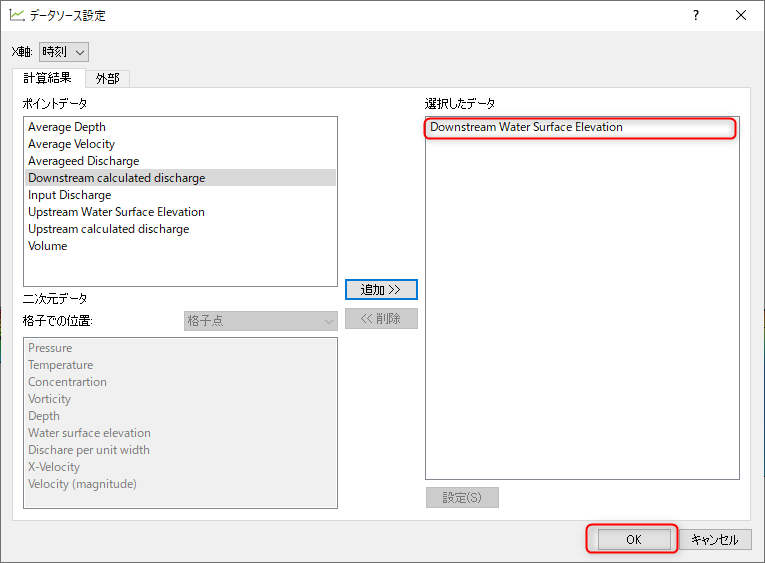 データソース設定
?
X軸: 時刻
計算結果 外部
ポイントデータ
Average Depth
Average Velocity
Averageed Discharge
Downstream calculated discharge
Input Discharge
Upstream Water Surface Elevation
Upstream calculated discharge
Volume
追加 >>
<< 削除
二次元データ
格子での位置: 格子点
Pressure
Temperature
Concentrartion
Vorticity
Depth
Water surface elevation
Dischare per unit width
X-Velocity
Velocity (magnitude)
選択したデータ
Downstream Water Surface Elevation
設定(S)
OK キャンセル